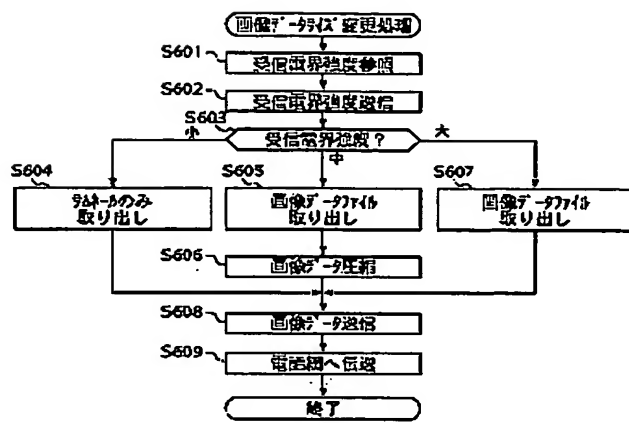 画像データサイズ変更処理
S601
受信電界強度参照
S602
受信電界強度送信
S603
受信電界強度?
小
中
大
S604
サムネールのみ
取り出し
S605
画像データファイル
取り出し
S607
画像データファイル
取り出し
S606
画像データ圧縮
S608
画像データ送信
S609
電話網へ伝送
終了